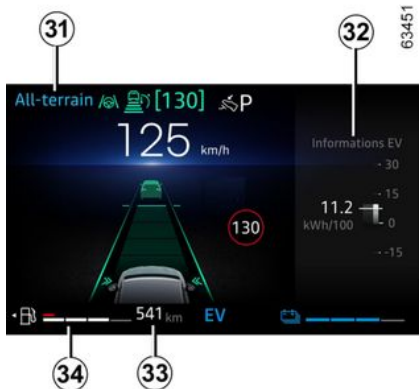 31
32
63451
All-terrain [130] P
125 km/h
Informations EV
30
15
11.2
kWh/100
0
-15
130
541 km EV
34
33